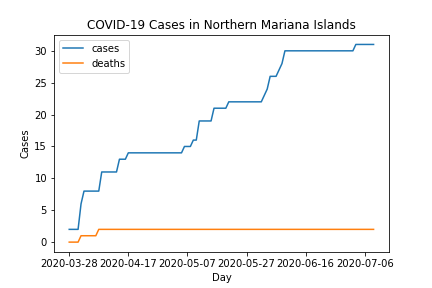 COVID-19 Cases in Northern Mariana Islands
cases
deaths
30
25
20
15
10
5
0
Cases
2020-03-28 2020-04-17 2020-05-07 2020-05-27 2020-06-16 2020-07-06
Day